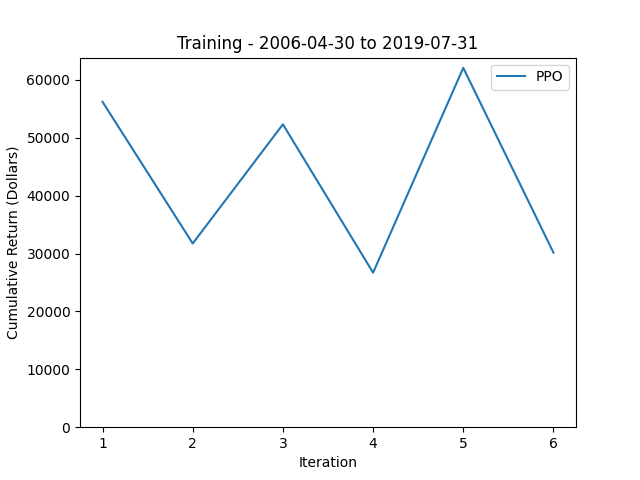 Training - 2006-04-30 to 2019-07-31
PPO
60000
50000
40000
30000
20000
10000
0
Cumulative Return (Dollars)
1 2 3 4 5 6
Iteration